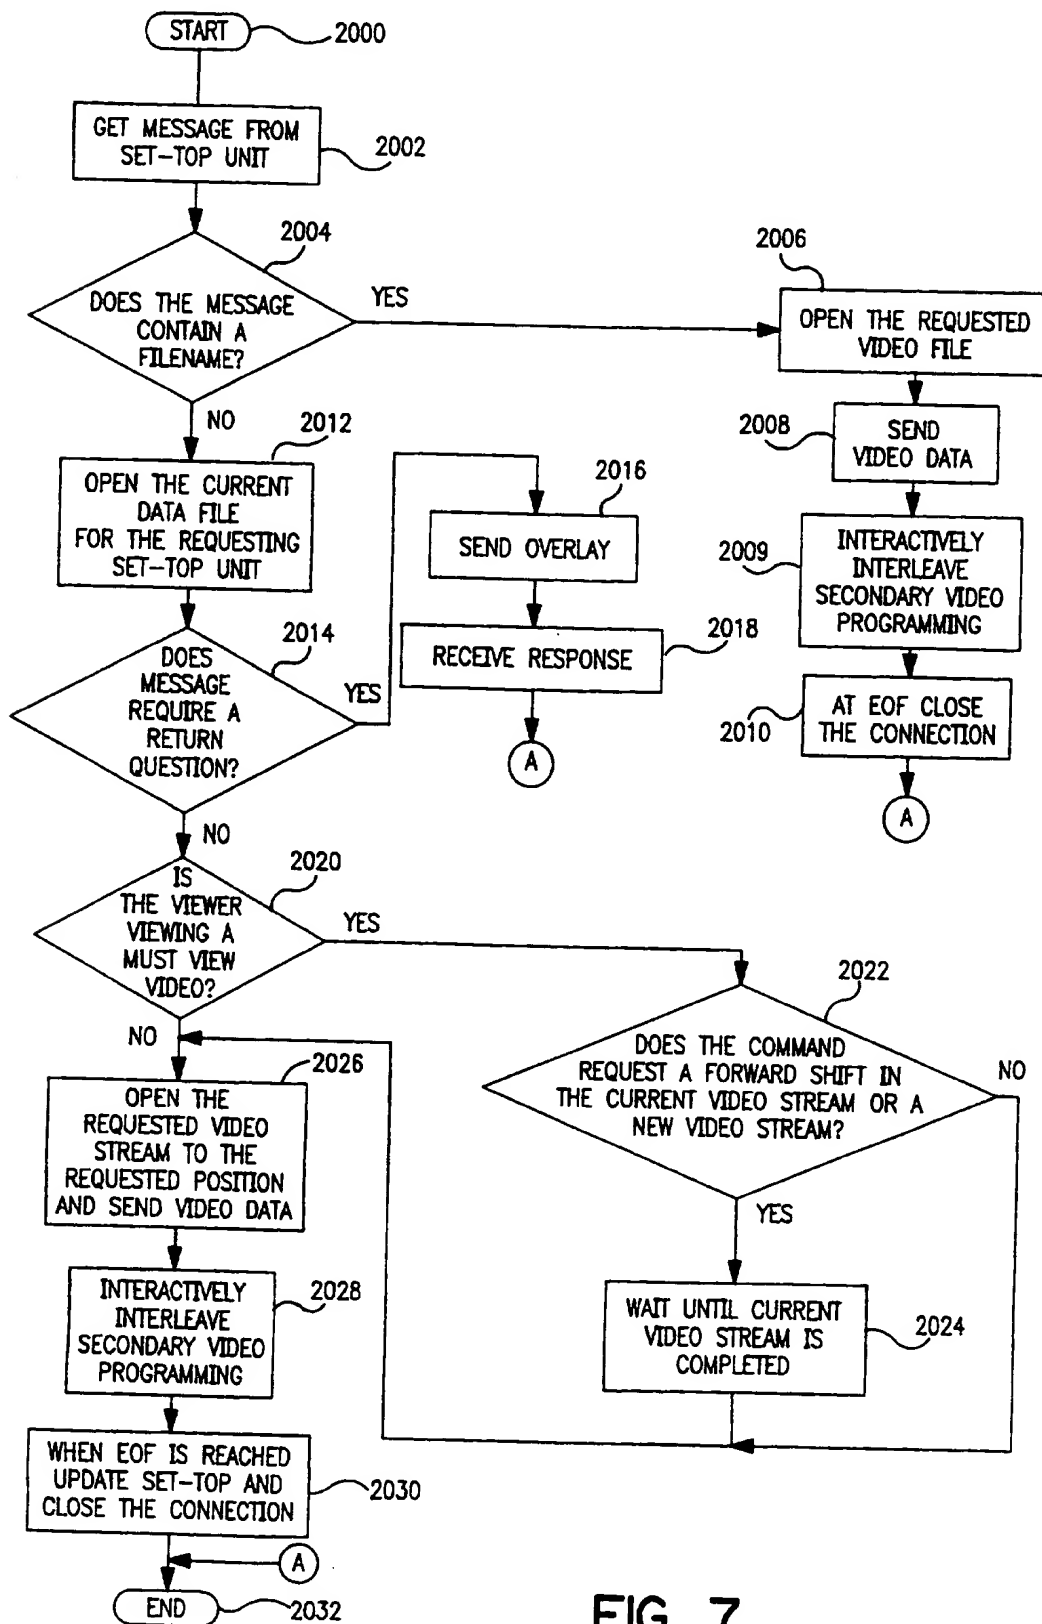 START
2000
GET MESSAGE FROM
SET-TOP UNIT
2002
2004
DOES THE MESSAGE
CONTAIN A
FILENAME?
YES
NO
2006
OPEN THE REQUESTED
VIDEO FILE
2008
SEND
VIDEO DATA
2009
INTERACTIVELY
INTERLEAVE
SECONDARY VIDEO
PROGRAMMING
2010
AT EOF CLOSE
THE CONNECTION
A
2012
OPEN THE CURRENT
DATA FILE
FOR THE REQUESTING
SET-TOP UNIT
2014
DOES
MESSAGE
REQUIRE A
RETURN
QUESTION?
YES
NO
2016
SEND OVERLAY
2018
RECEIVE RESPONSE
A
2020
IS
THE VIEWER
VIEWING A
MUST VIEW
VIDEO?
YES
NO
2022
DOES THE COMMAND
REQUEST A FORWARD SHIFT IN
THE CURRENT VIDEO STREAM OR A
NEW VIDEO STREAM?
NO
YES
2024
WAIT UNTIL CURRENT
VIDEO STREAM IS
COMPLETED
2026
OPEN THE
REQUESTED VIDEO
STREAM TO THE
REQUESTED POSITION
AND SEND VIDEO DATA
2028
INTERACTIVELY
INTERLEAVE
SECONDARY VIDEO
PROGRAMMING
2030
WHEN EOF IS REACHED
UPDATE SET-TOP AND
CLOSE THE CONNECTION
A
END
2032
FIG. 7